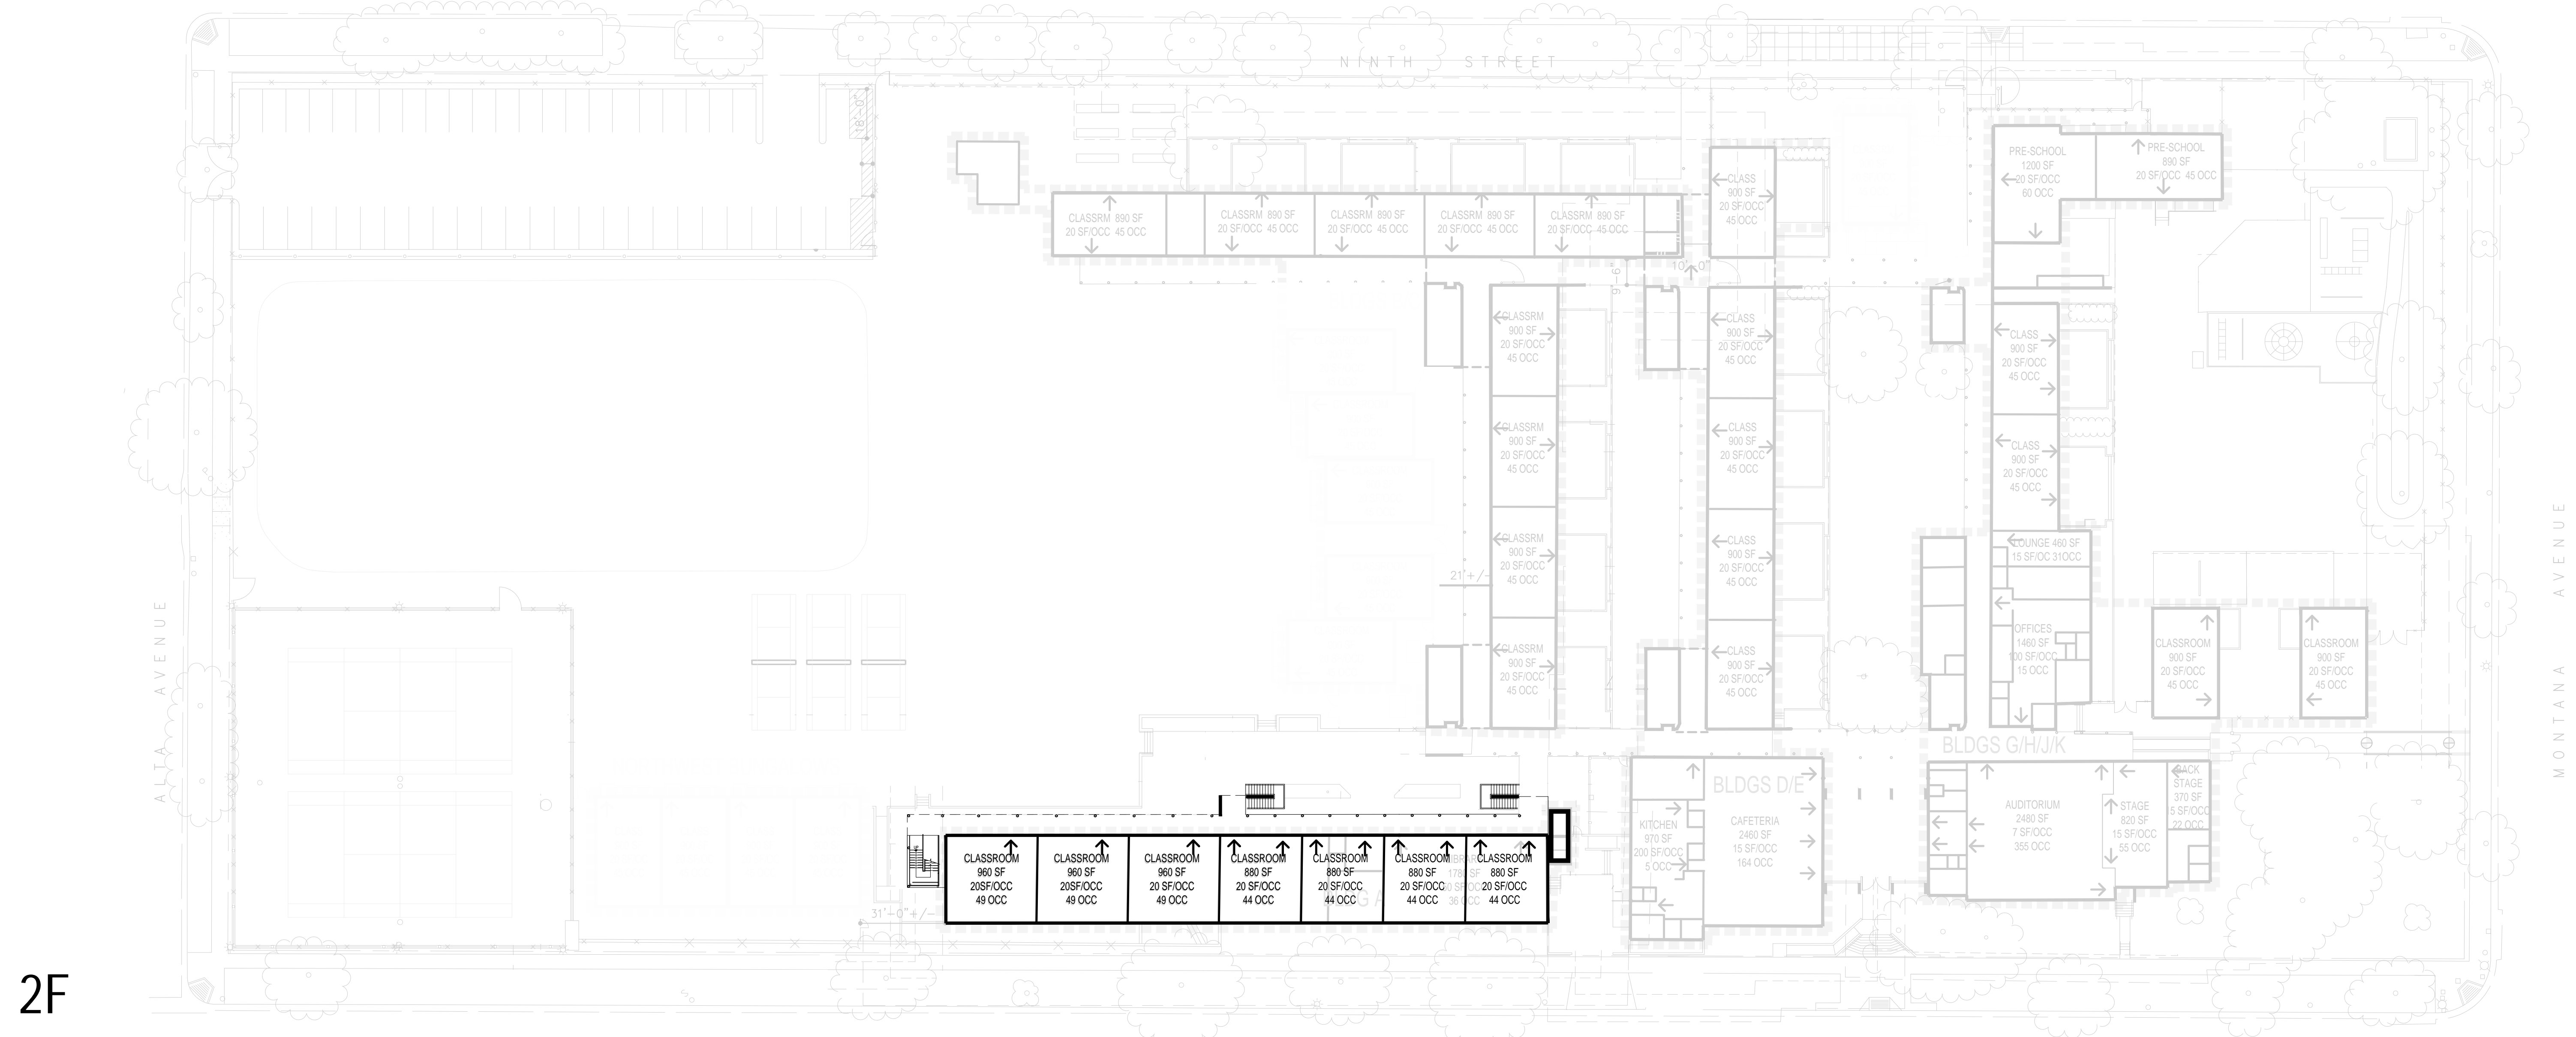 NINTH STREET
18'-0"
PRE-SCHOOL
1200 SF
20 SF/OCC
60 OCC
PRE-SCHOOL
890 SF
20 SF/OCC 45 OCC
CLASS
900 SF
20 SF/OCC
45 OCC
CLASSRM 890 SF
20 SF/OCC 45 OCC
CLASSRM 890 SF
20 SF/OCC 45 OCC
CLASSRM 890 SF
20 SF/OCC 45 OCC
CLASSRM 890 SF
20 SF/OCC 45 OCC
CLASSRM 890 SF
20 SF/OCC 45 OCC
9'-6"
10'-0"
CLASSRM
900 SF
20 SF/OCC
45 OCC
CLASS
900 SF
20 SF/OCC
45 OCC
CLASS
900 SF
20 SF/OCC
45 OCC
CLASSRM
900 SF
20 SF/OCC
45 OCC
CLASS
900 SF
20 SF/OCC
45 OCC
CLASS
900 SF
20 SF/OCC
45 OCC
CLASSRM
900 SF
20 SF/OCC
45 OCC
CLASS
900 SF
20 SF/OCC
45 OCC
LOUNGE 460 SF
15 SF/OC 31OCC
21'+/-
CLASSRM
900 SF
20 SF/OCC
45 OCC
CLASS
900 SF
20 SF/OCC
45 OCC
OFFICES
1460 SF
100 SF/OCC
15 OCC
CLASSROOM
900 SF
20 SF/OCC
45 OCC
CLASSROOM
900 SF
20 SF/OCC
45 OCC
ALTA AVENUE
MONTANA AVENUE
BLDGS G/H/J/K
BLDGS D/E
KITCHEN
970 SF
200 SF/OCC
5 OCC
CAFETERIA
2460 SF
15 SF/OCC
164 OCC
AUDITORIUM
2480 SF
7 SF/OCC
355 OCC
STAGE
820 SF
15 SF/OCC
55 OCC
BACK
STAGE
370 SF
15 SF/OCC
22 OCC
CLASSROOM
960 SF
20SF/OCC
49 OCC
CLASSROOM
960 SF
20SF/OCC
49 OCC
CLASSROOM
960 SF
20 SF/OCC
49 OCC
CLASSROOM
880 SF
20 SF/OCC
44 OCC
CLASSROOM
880 SF
20 SF/OCC
44 OCC
CLASSROOM
880 SF
20 SF/OCC
44 OCC
CLASSROOM
880 SF
20 SF/OCC
44 OCC
36 OCC
31'-0"+/-
2F